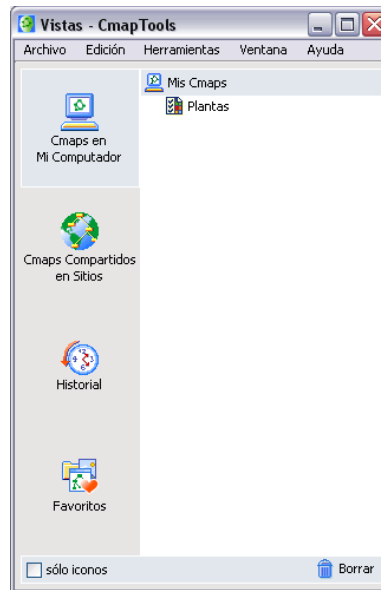 Vistas - CmapTools
Archivo Edición Herramientas Ventana Ayuda
Mis Cmaps
Plantas
Cmaps en
Mi Computador
Cmaps Compartidos
en Sitios
Historial
Favoritos
sólo iconos
Borrar